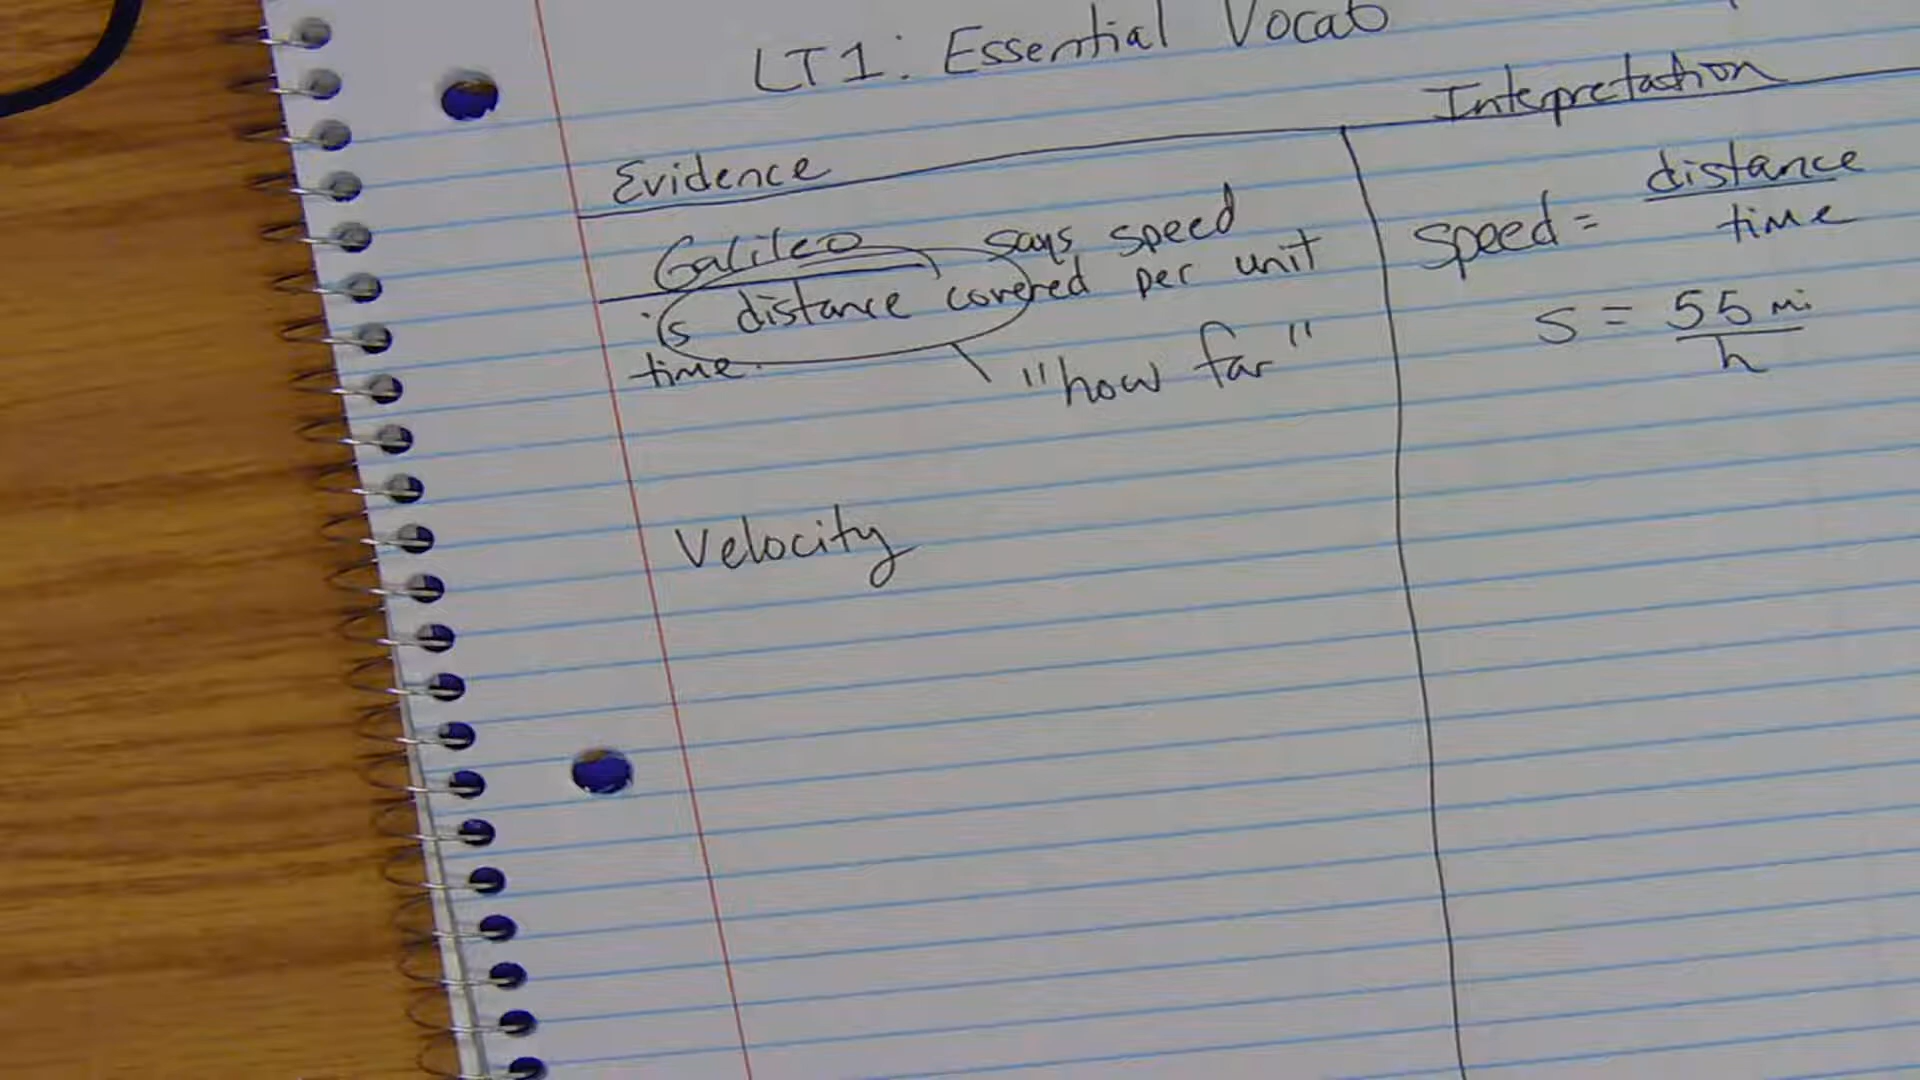 LT1: Essential Vocab
Evidence
Galileo says speed
is distance covered per unit
time.
"how far"
Velocity
Interpretation
Speed = distance
time
S = 55 mi
h